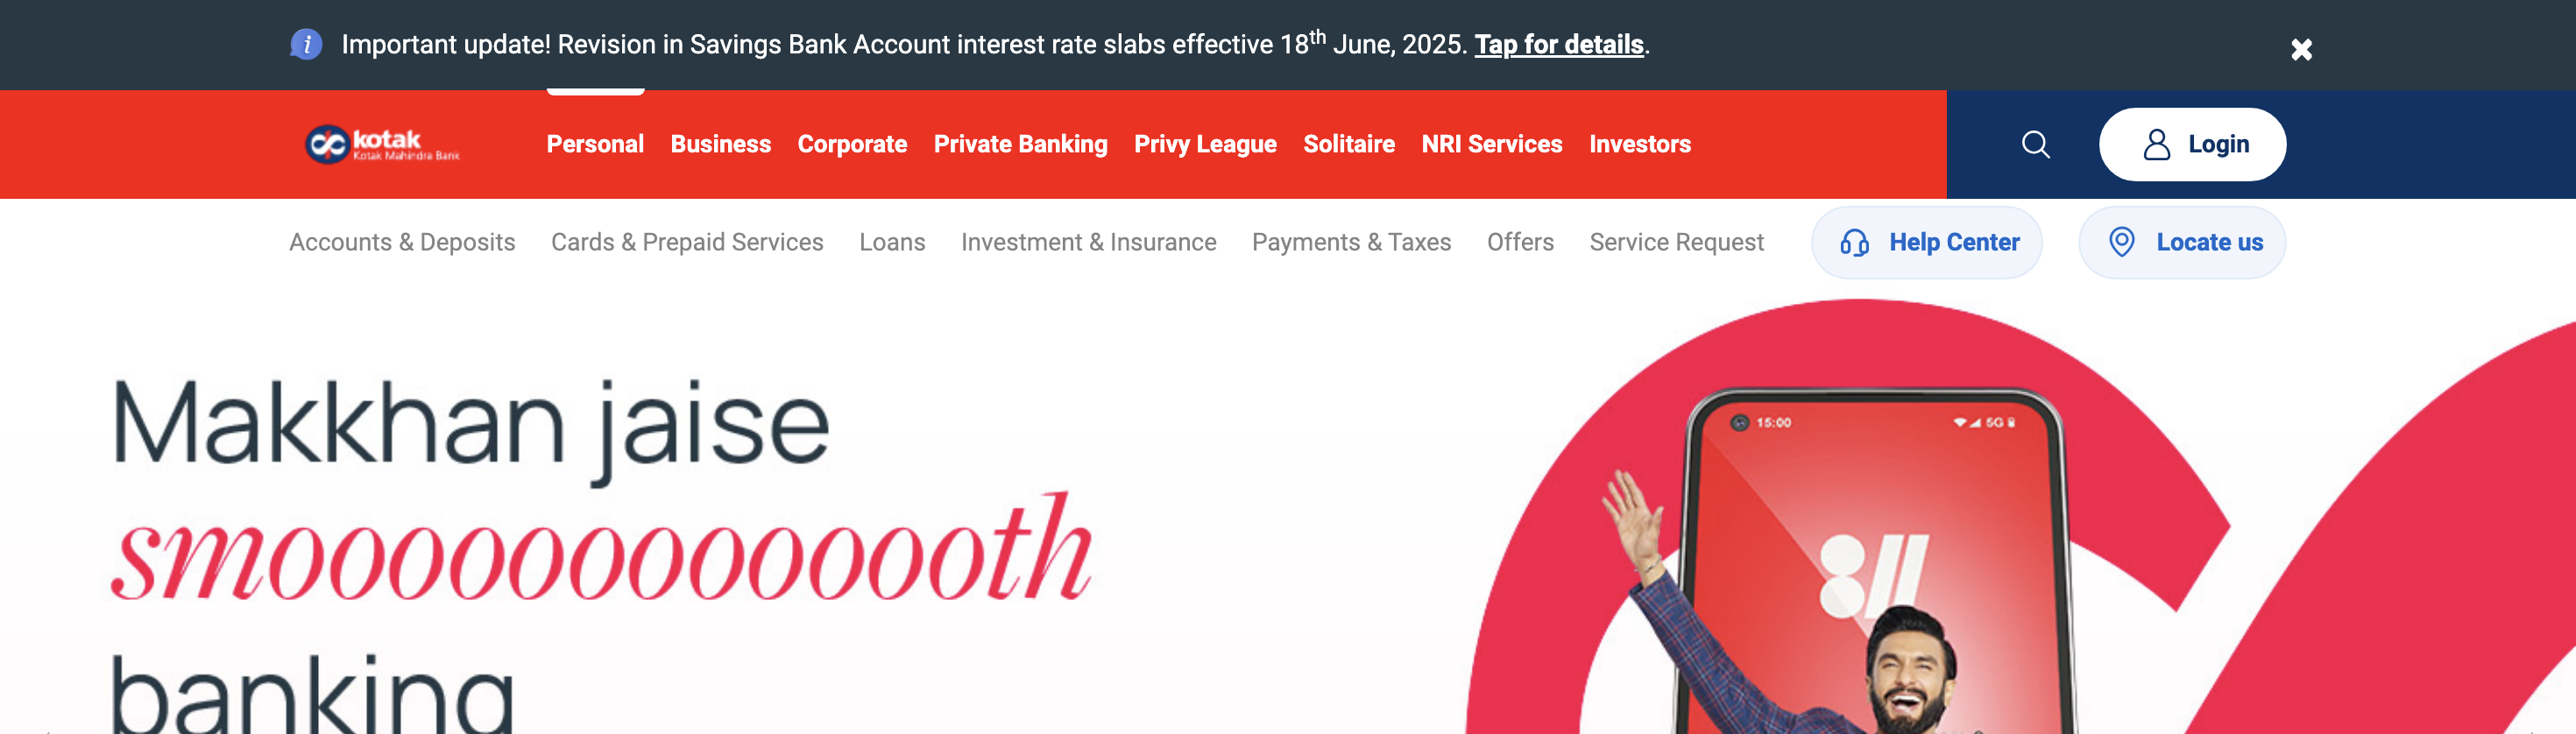 Important update! Revision in Savings Bank Account interest rate slabs effective 18th June, 2025. Tap for details.
kotak
Kotak Mahindra Bank
Personal Business Corporate Private Banking Privy League Solitaire NRI Services Investors
Login
Accounts & Deposits Cards & Prepaid Services Loans Investment & Insurance Payments & Taxes Offers Service Request Help Center Locate us
Makkhan jaise
smoooooooooooooth
banking
15:00 5G
811